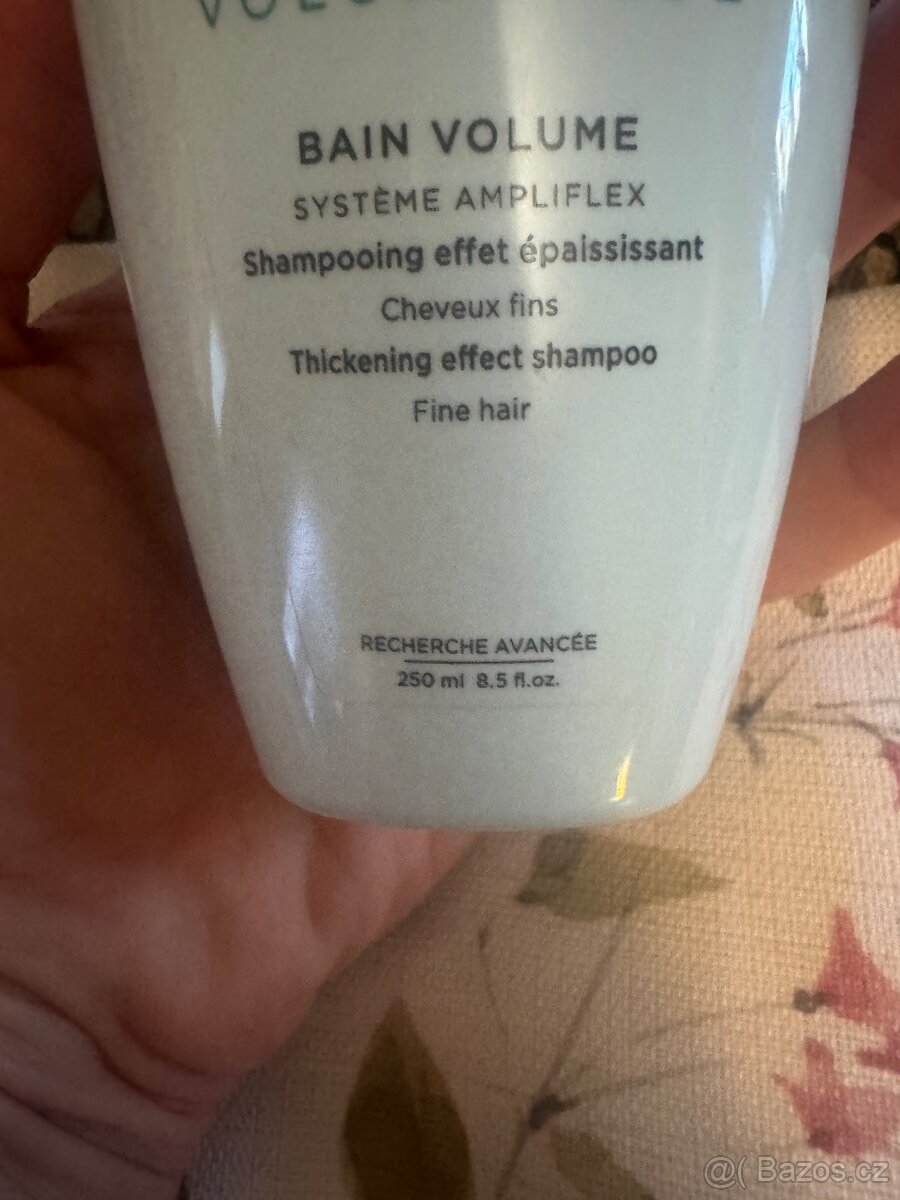 BAIN VOLUME
SYSTÈME AMPLIFLEX
Shampooing effet épaississant
Cheveux fins
Thickening effect shampoo
Fine hair
RECHERCHE AVANCÉE
250 ml 8.5 fl.oz.
@( Bazos.cz